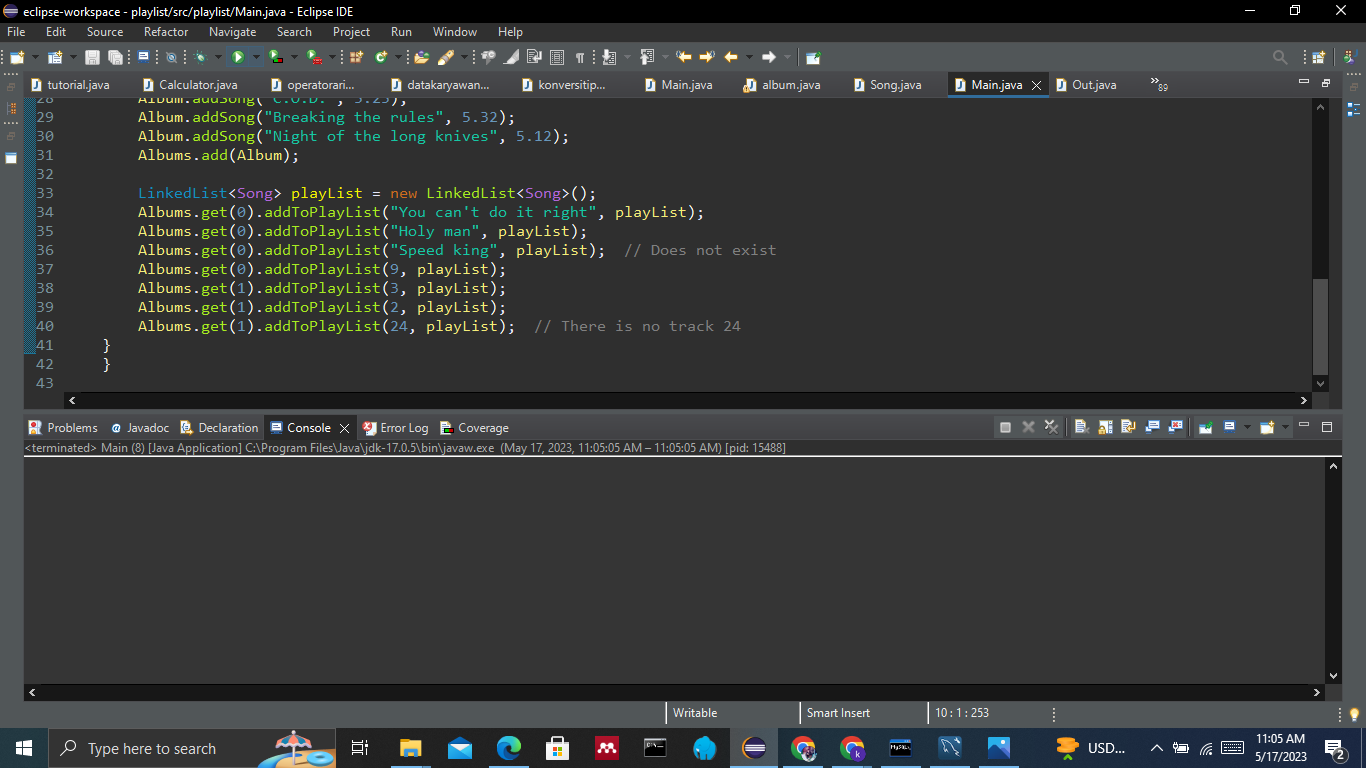 eclipse-workspace - playlist/src/playlist/Main.java - Eclipse IDE
File Edit Source Refactor Navigate Search Project Run Window Help
tutorial.java Calculator.java operatorari... datakaryawan... konversitip... Main.java album.java Song.java Main.java Out.java 89
28 Album.addSong("C.O.D.", 5.25);
29 Album.addSong("Breaking the rules", 5.32);
30 Album.addSong("Night of the long knives", 5.12);
31 Albums.add(Album);
32
33 LinkedList<Song> playList = new LinkedList<Song>();
34 Albums.get(0).addToPlayList("You can't do it right", playList);
35 Albums.get(0).addToPlayList("Holy man", playList);
36 Albums.get(0).addToPlayList("Speed king", playList);  // Does not exist
37 Albums.get(0).addToPlayList(9, playList);
38 Albums.get(1).addToPlayList(3, playList);
39 Albums.get(1).addToPlayList(2, playList);
40 Albums.get(1).addToPlayList(24, playList);  // There is no track 24
41 }
42 }
43
Problems @ Javadoc Declaration Console Error Log Coverage
<terminated> Main (8) [Java Application] C:\Program Files\Java\jdk-17.0.5\bin\javaw.exe (May 17, 2023, 11:05:05 AM – 11:05:05 AM) [pid: 15488]
Writable Smart Insert 10 : 1 : 253
Type here to search USD... 11:05 AM
5/17/2023 2